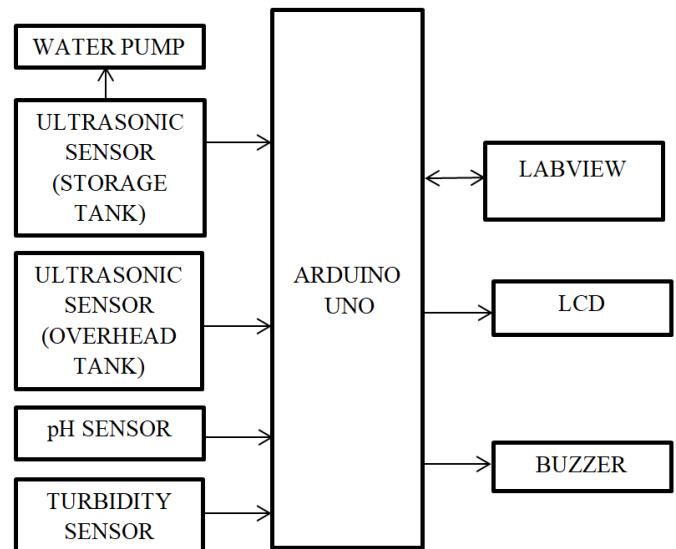 WATER PUMP
ULTRASONIC
SENSOR
(STORAGE
TANK)
ULTRASONIC
SENSOR
(OVERHEAD
TANK)
pH SENSOR
TURBIDITY
SENSOR
ARDUINO
UNO
LABVIEW
LCD
BUZZER